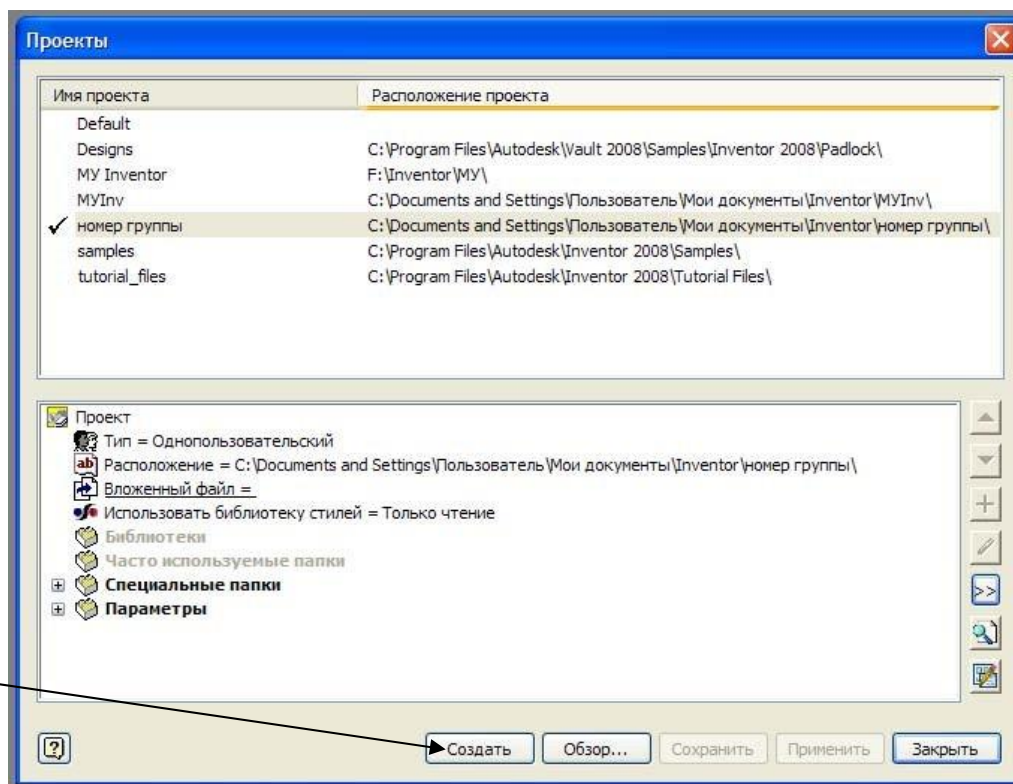 Проекты
Имя проекта Расположение проекта
Default
Designs C:\Program Files\Autodesk\Vault 2008\Samples\Inventor 2008\Padlock\
МУ Inventor F:\Inventor\МУ\
МУInv C:\Documents and Settings\Пользователь\Мои документы\Inventor\МУInv\
номер группы C:\Documents and Settings\Пользователь\Мои документы\Inventor\номер группы\
samples C:\Program Files\Autodesk\Inventor 2008\Samples\
tutorial_files C:\Program Files\Autodesk\Inventor 2008\Tutorial Files\
Проект
Тип = Однопользовательский
Расположение = C:\Documents and Settings\Пользователь\Мои документы\Inventor\номер группы\
Вложенный файл =
Использовать библиотеку стилей = Только чтение
Библиотеки
Часто используемые папки
Специальные папки
Параметры
>>
Создать Обзор... Сохранить Применить Закрыть